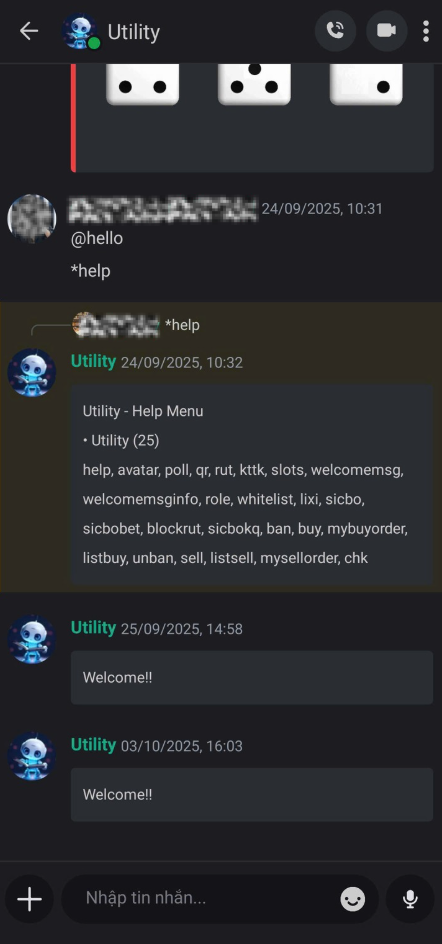 Utility
24/09/2025, 10:31
@hello
*help
*help
Utility 24/09/2025, 10:32
Utility - Help Menu
• Utility (25)
help, avatar, poll, qr, rut, kttk, slots, welcomemsg,
welcomemsginfo, role, whitelist, lixi, sicbo,
sicbobet, blockrut, sicbokq, ban, buy, mybuyorder,
listbuy, unban, sell, listsell, mysellorder, chk
Utility 25/09/2025, 14:58
Welcome!!
Utility 03/10/2025, 16:03
Welcome!!
Nhập tin nhắn...